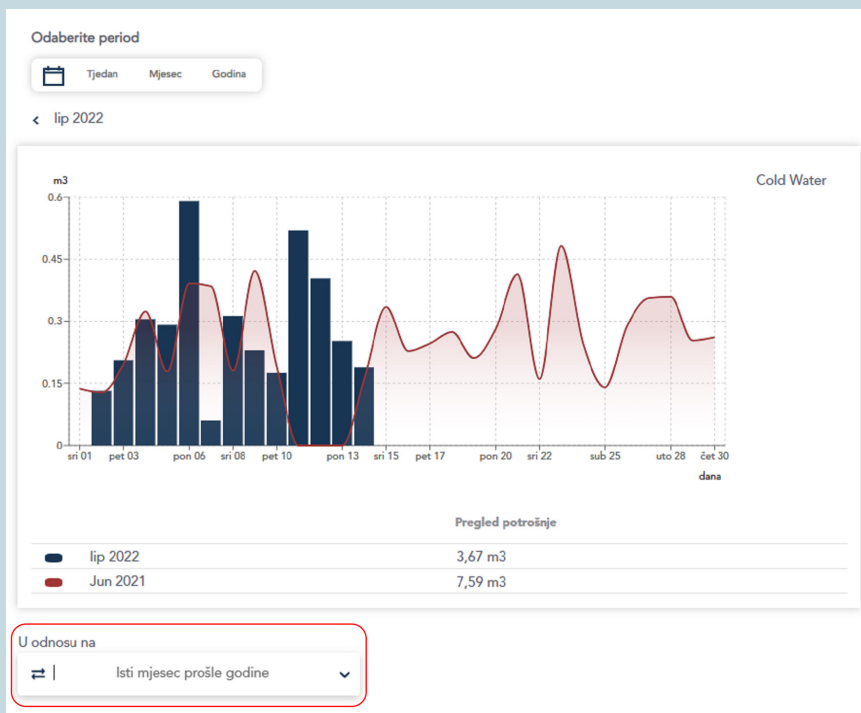 Odaberite period
Tjedan Mjesec Godina
lip 2022
m3
Cold Water
0.6
0.45
0.3
0.15
0
sri 01 pet 03 pon 06 sri 08 pet 10 pon 13 sri 15 pet 17 pon 20 sri 22 sub 25 uto 28 čet 30
dana
Pregled potrošnje
lip 2022 3,67 m3
Jun 2021 7,59 m3
U odnosu na
Isti mjesec prošle godine